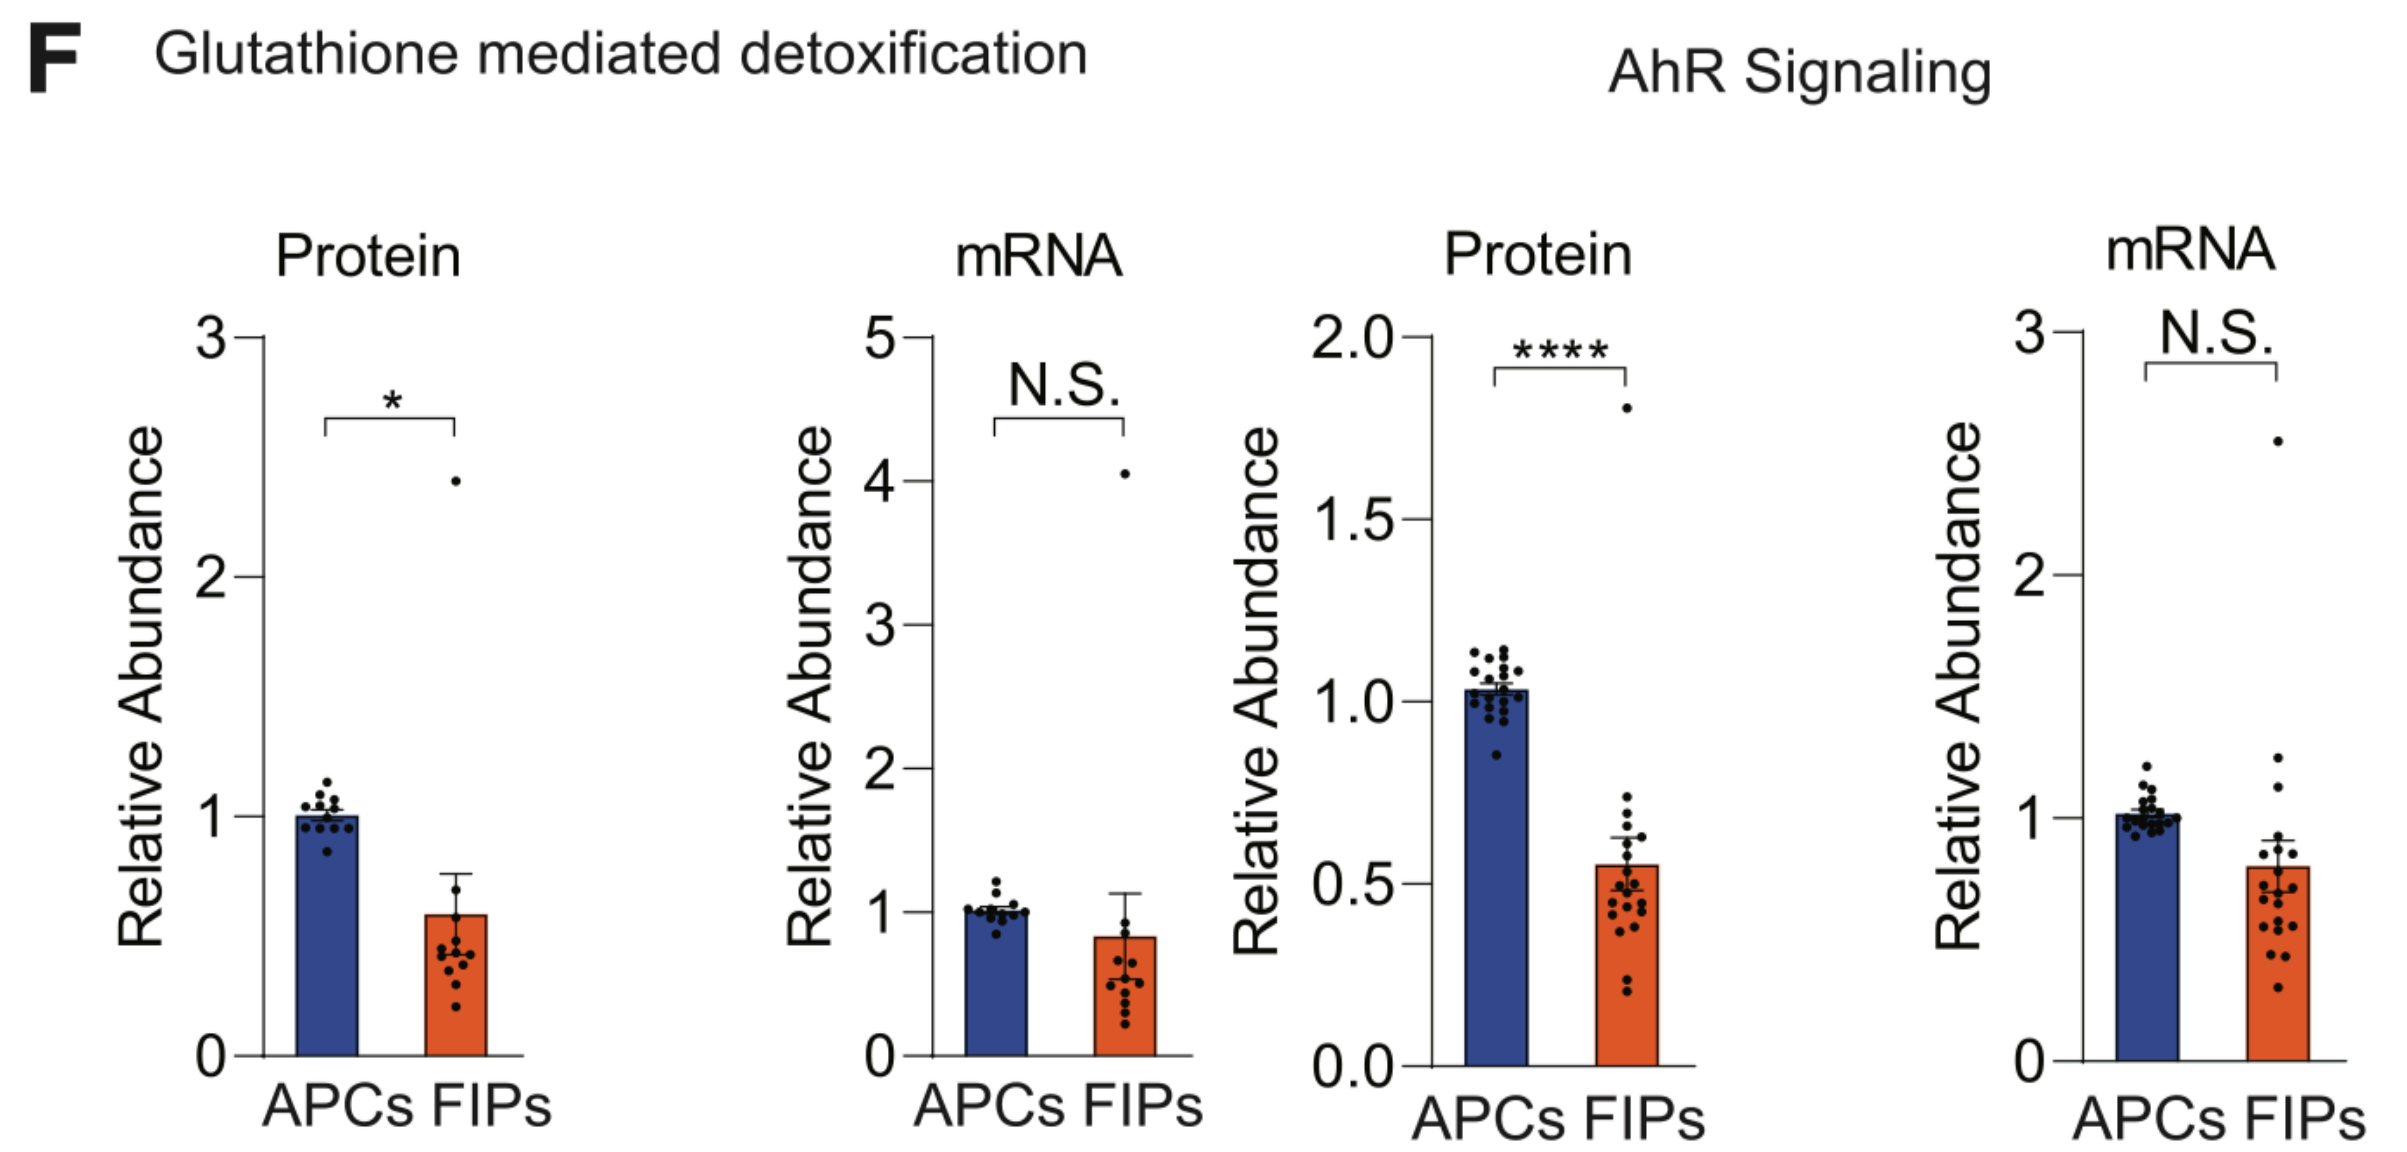 F Glutathione mediated detoxification
AhR Signaling
Protein
Relative Abundance
3
2
1
0
*
APCs FIPs
mRNA
Relative Abundance
5
4
3
2
1
0
N.S.
APCs FIPs
Protein
Relative Abundance
2.0
1.5
1.0
0.5
0.0
****
APCs FIPs
mRNA
Relative Abundance
3
2
1
0
N.S.
APCs FIPs